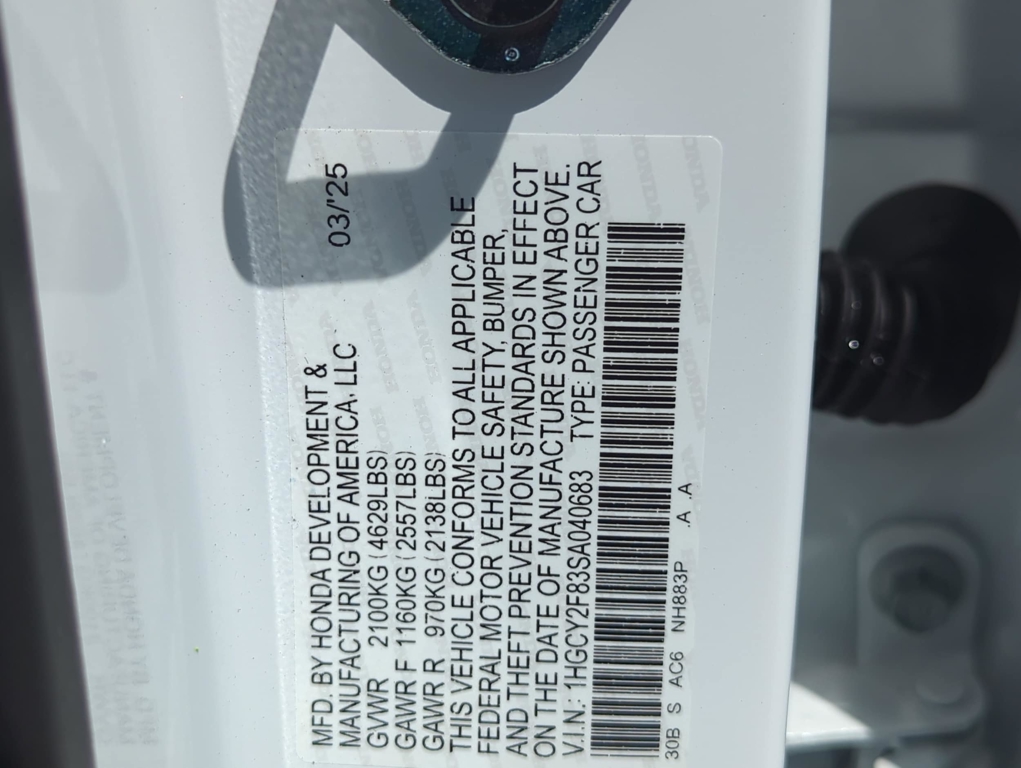 MFD. BY HONDA DEVELOPMENT &
MANUFACTURING OF AMERICA, LLC 03/'25
GVWR 2100KG (4629LBS)
GAWR F 1160KG (2557LBS)
GAWR R 970KG (2138LBS)
THIS VEHICLE CONFORMS TO ALL APPLICABLE
FEDERAL MOTOR VEHICLE SAFETY, BUMPER,
AND THEFT PREVENTION STANDARDS IN EFFECT
ON THE DATE OF MANUFACTURE SHOWN ABOVE.
V.I.N.: 1HGCY2F83SA040683 TYPE: PASSENGER CAR
30B S AC6 NH883P .A .A